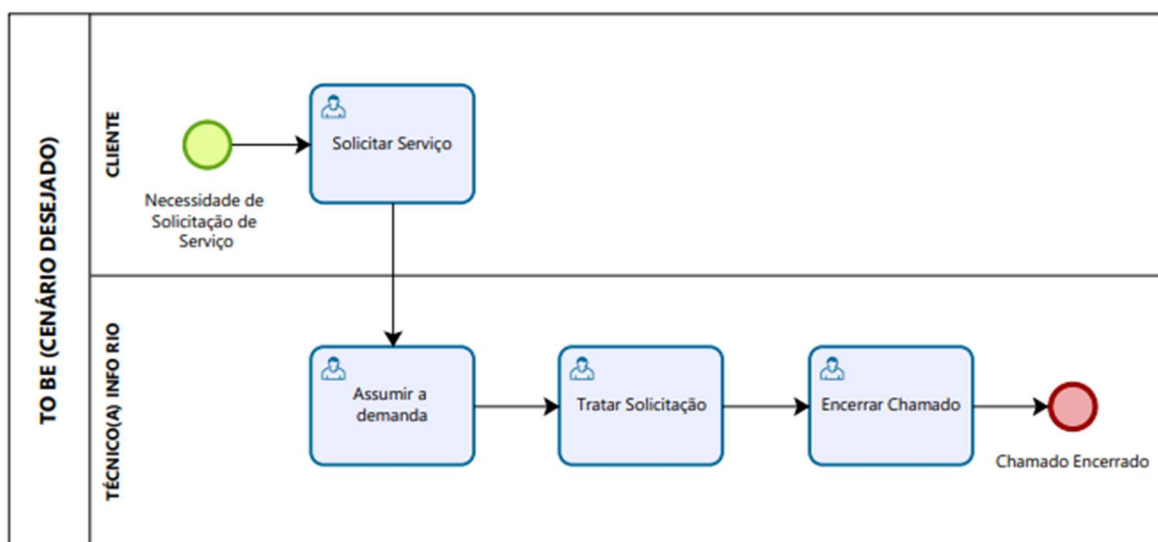 TO BE (CENÁRIO DESEJADO)
CLIENTE
Necessidade de
Solicitação de
Serviço
Solicitar Serviço
TÉCNICO(A) INFO RIO
Assumir a
demanda
Tratar Solicitação
Encerrar Chamado
Chamado Encerrado